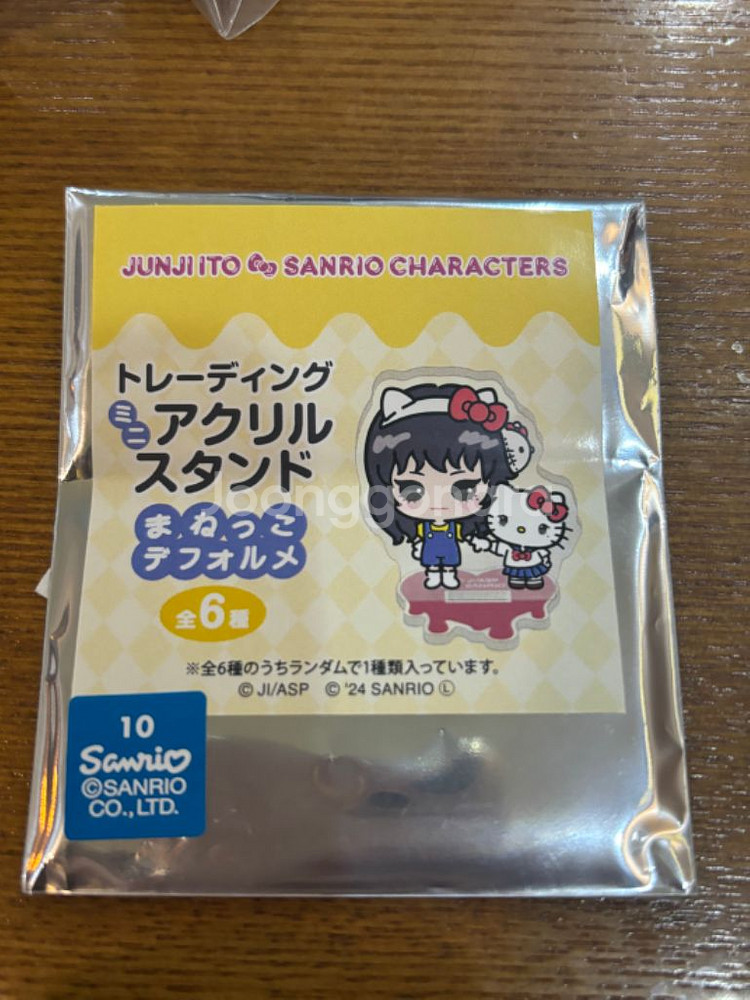 JUNJI ITO SANRIO CHARACTERS
トレーディング
ミニ アクリル
スタンド
まねっこ
デフォルメ
全6種
Joonggonara
※全6種のうちランダムで1種類入っています。
© JI/ASP © '24 SANRIO Ⓛ
10
Sanrio
©SANRIO
CO., LTD.